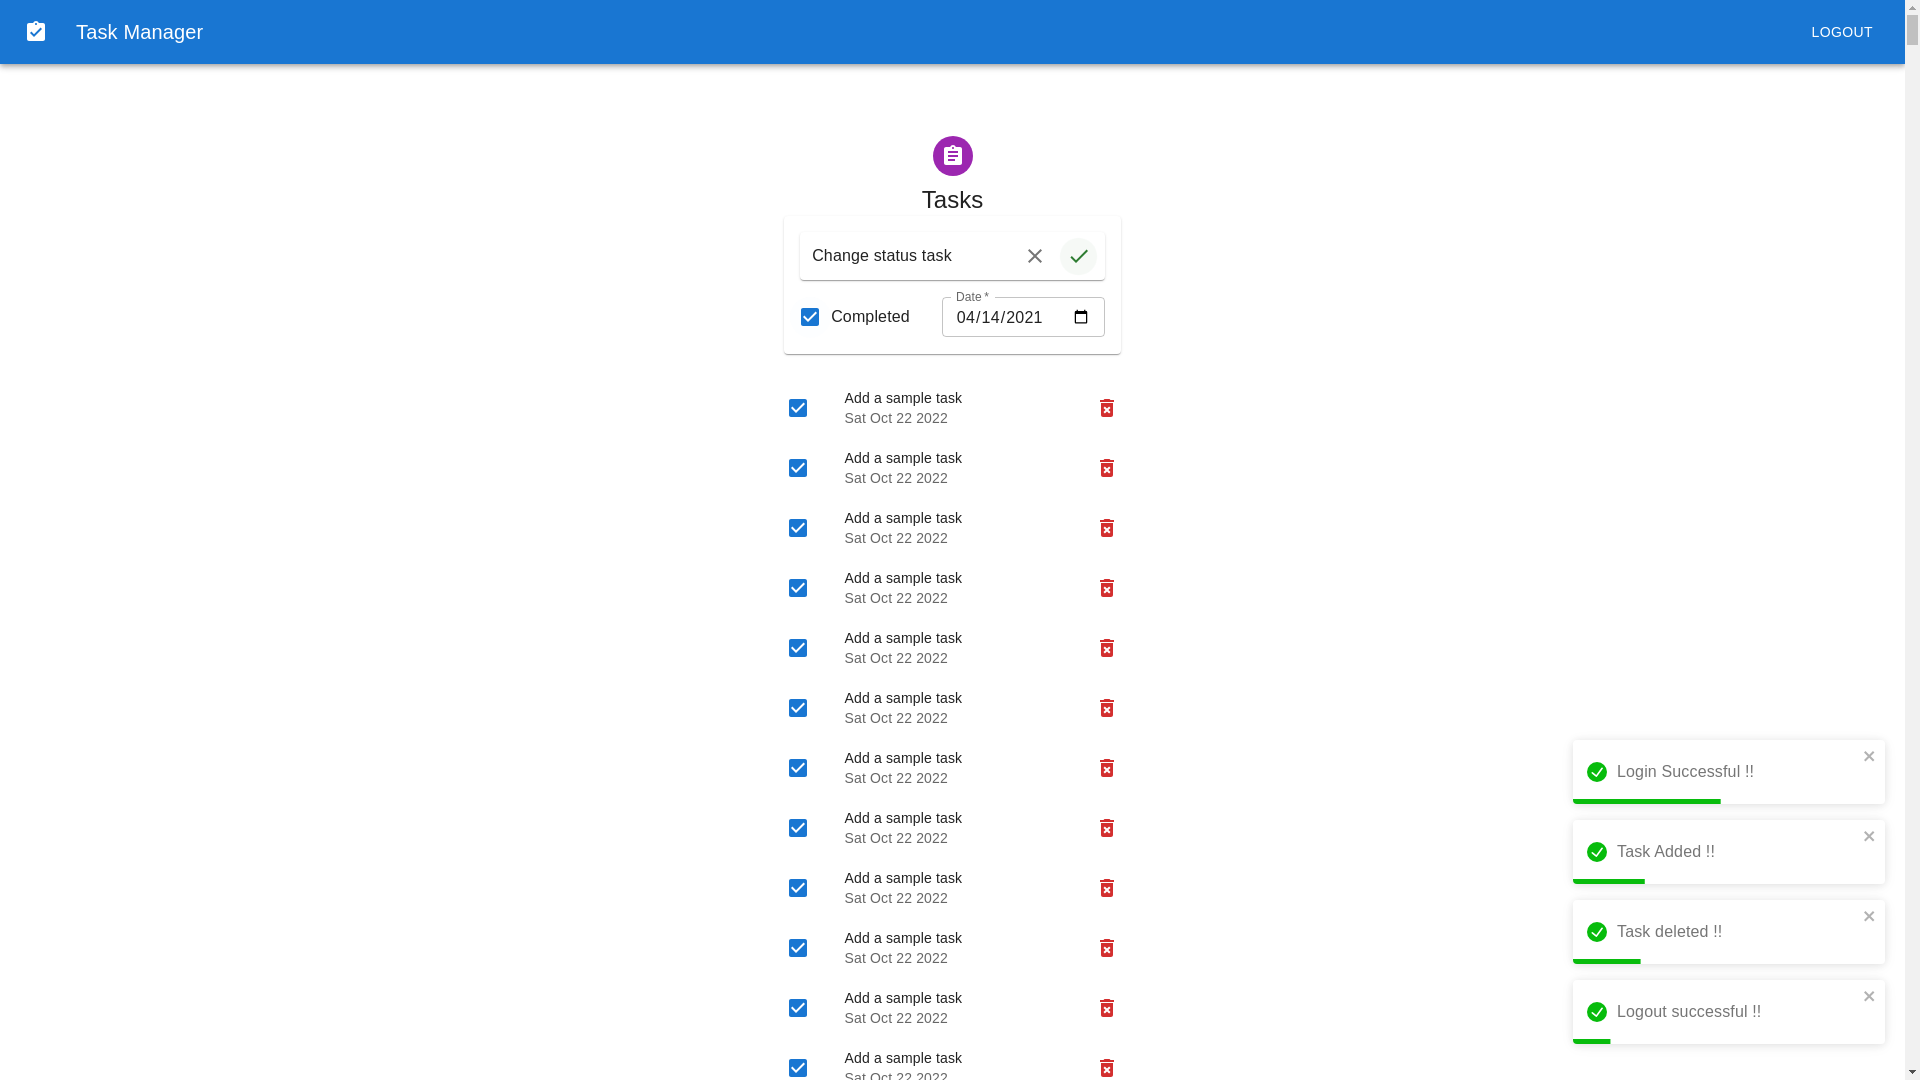 Task Manager
LOGOUT
Tasks
Change status task
Date *
Completed
04/14/2021
Add a sample task
Sat Oct 22 2022
Add a sample task
Sat Oct 22 2022
Add a sample task
Sat Oct 22 2022
Add a sample task
Sat Oct 22 2022
Add a sample task
Sat Oct 22 2022
Add a sample task
Sat Oct 22 2022
Add a sample task
Sat Oct 22 2022
Add a sample task
Sat Oct 22 2022
Add a sample task
Sat Oct 22 2022
Add a sample task
Sat Oct 22 2022
Add a sample task
Sat Oct 22 2022
Add a sample task
Sat Oct 22 2022
Login Successful !!
Task Added !!
Task deleted !!
Logout successful !!